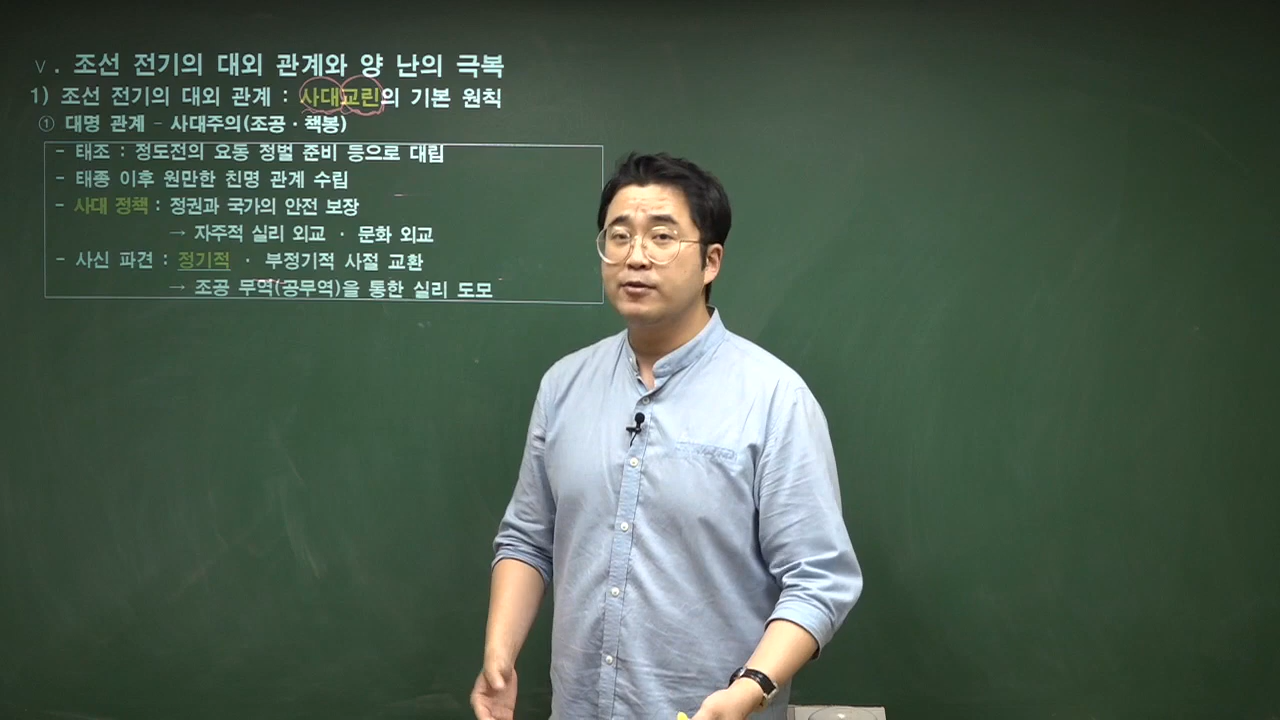 Ⅴ. 조선 전기의 대외 관계와 양 난의 극복
1) 조선 전기의 대외 관계 : 사대교린의 기본 원칙
① 대명 관계 - 사대주의(조공·책봉)
- 태조 : 정도전의 요동 정벌 준비 등으로 대립
- 태종 이후 원만한 친명 관계 수립
- 사대 정책 : 정권과 국가의 안전 보장
→ 자주적 실리 외교 · 문화 외교
- 사신 파견 : 정기적 · 부정기적 사절 교환
→ 조공 무역(공무역)을 통한 실리 도모